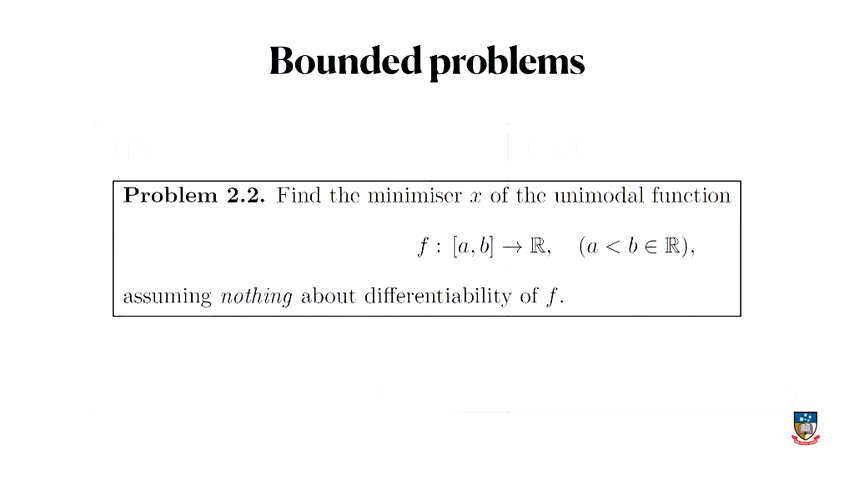 Bounded problems
Problem 2.2. Find the minimiser x of the unimodal function
f : [a, b] → ℝ, (a < b ∈ ℝ),
assuming nothing about differentiability of f.